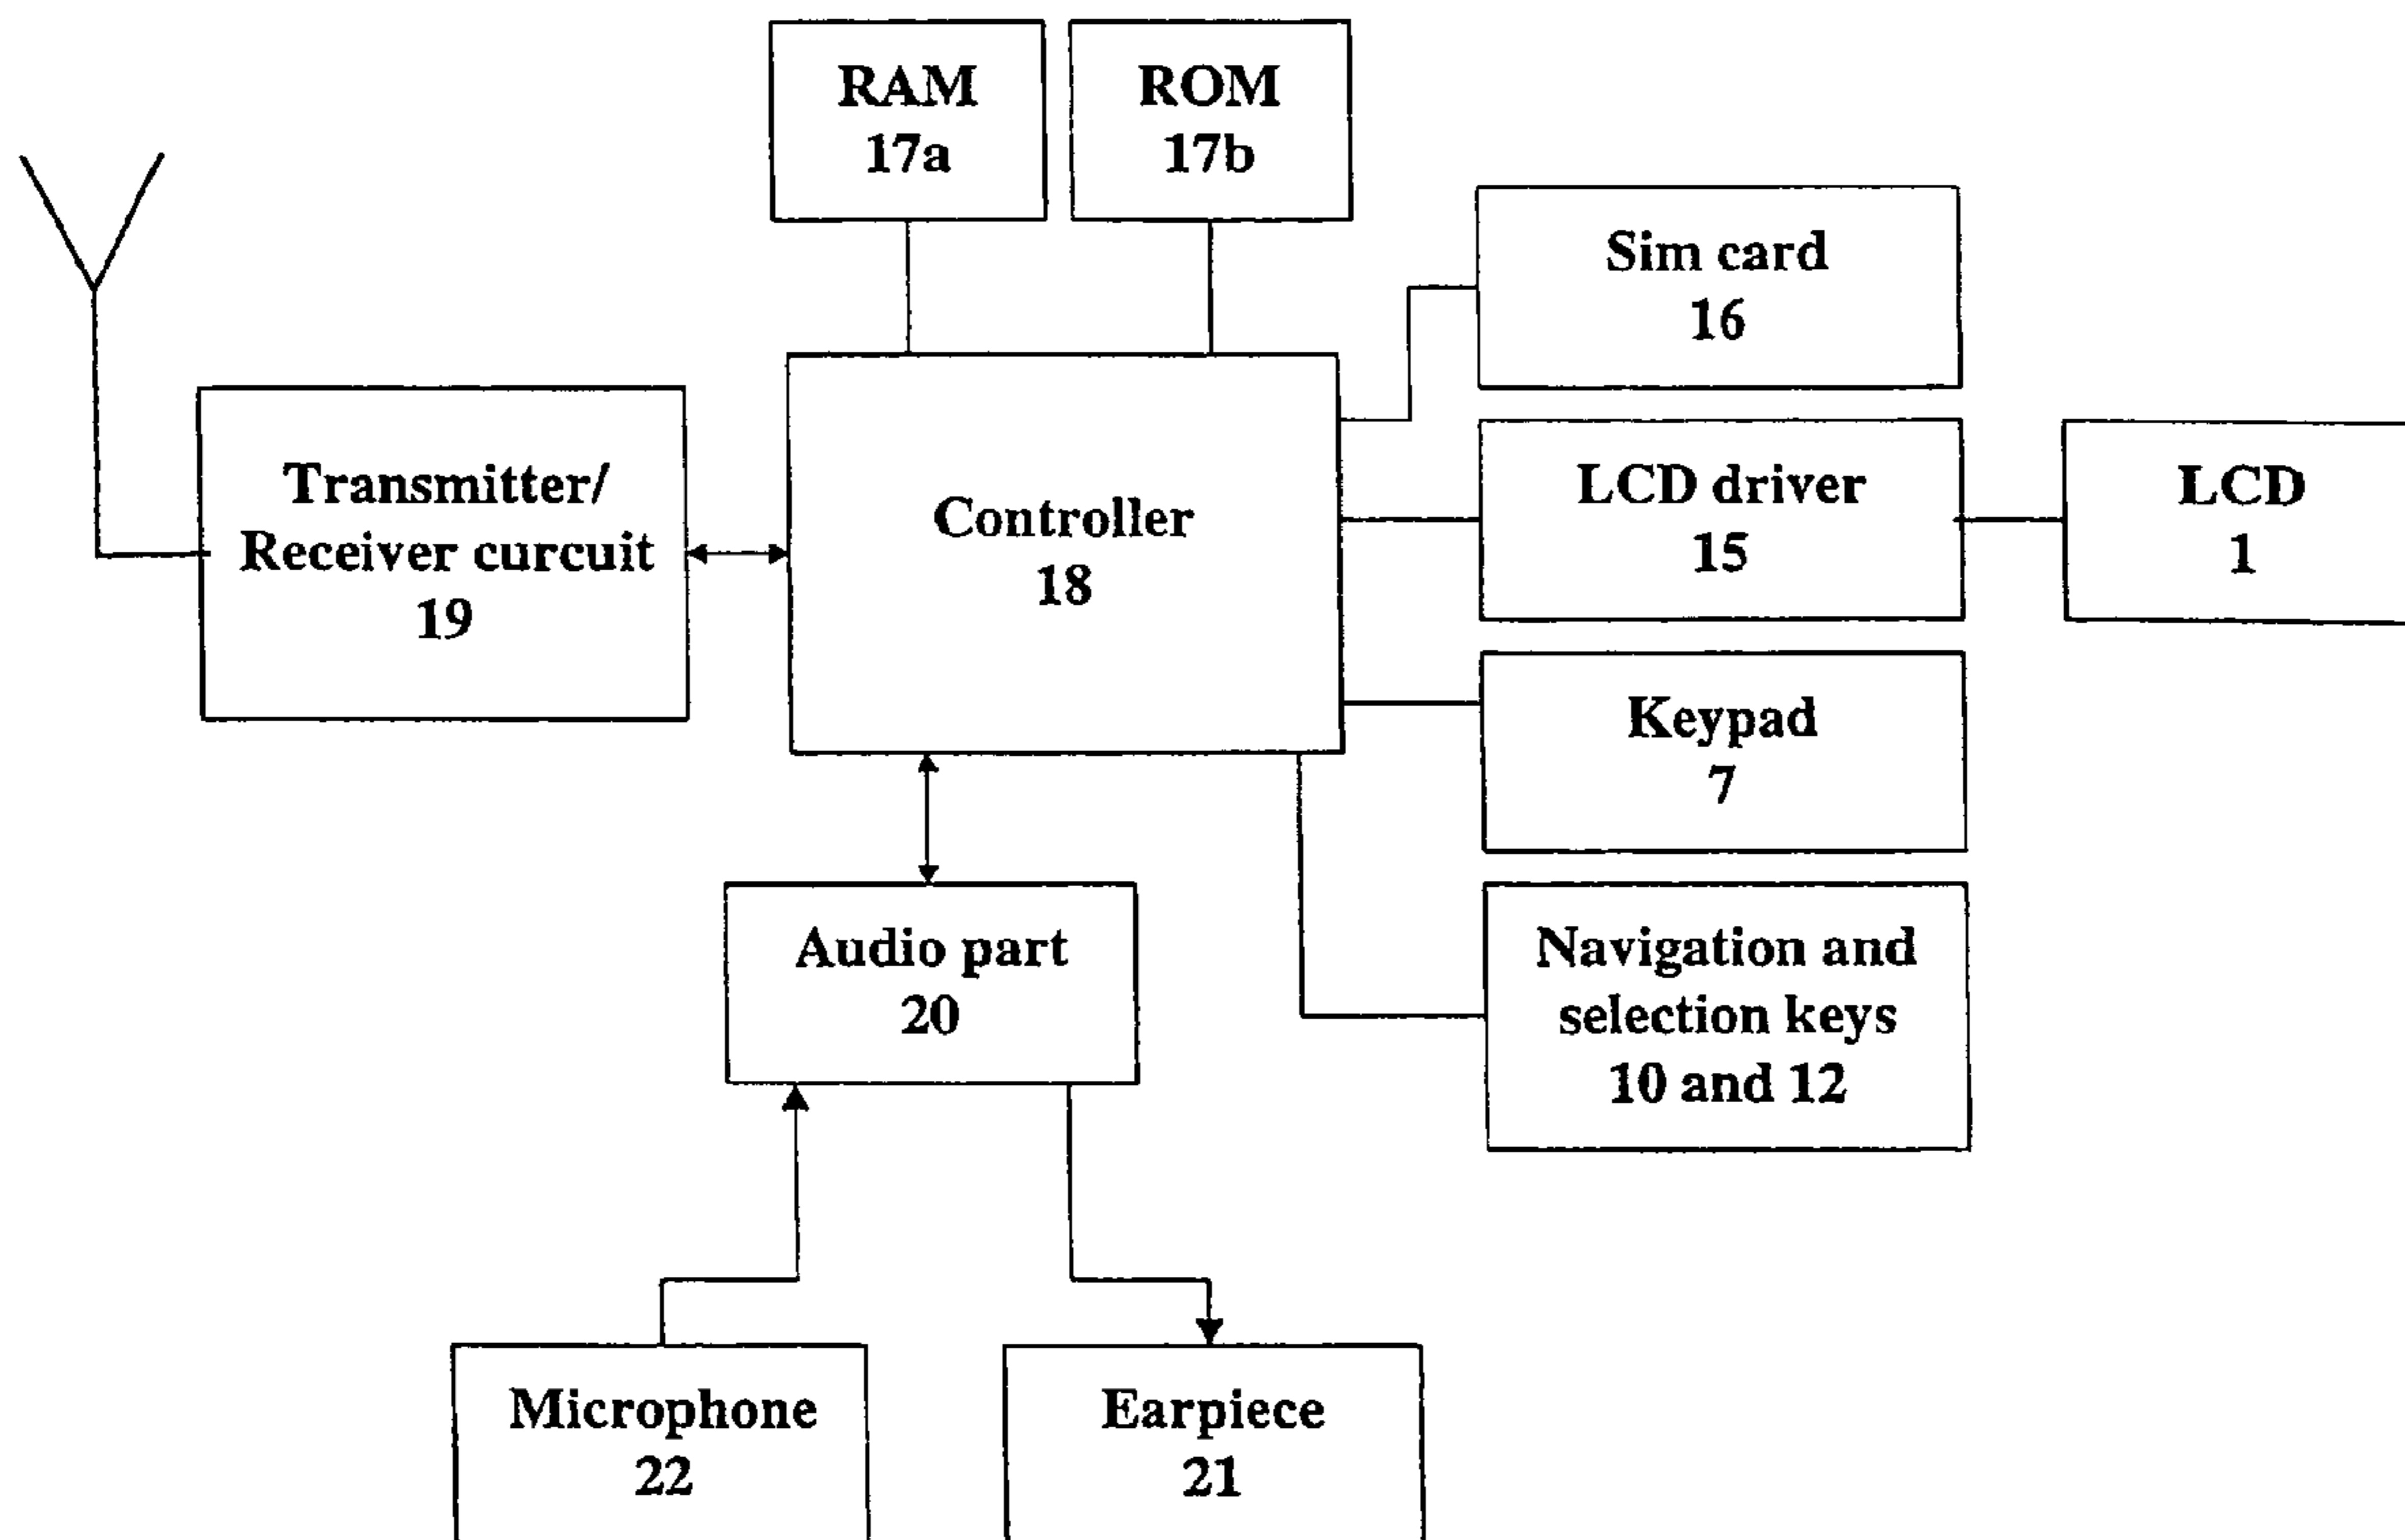 RAM
17a
ROM
17b
Sim card
16
Transmitter/
Receiver curcuit
19
Controller
18
LCD driver
15
LCD
1
Keypad
7
Audio part
20
Navigation and
selection keys
10 and 12
Microphone
22
Earpiece
21